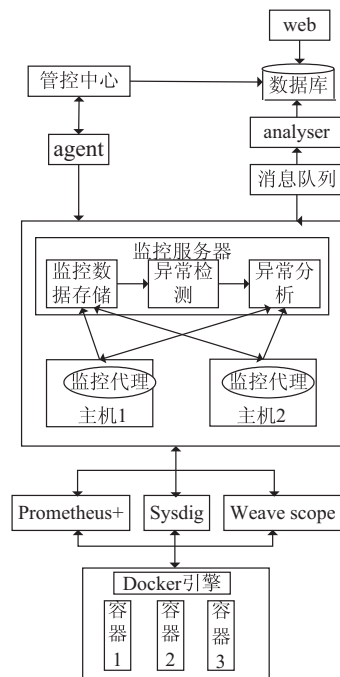 web
管控中心
数据库
agent
analyser
消息队列
监控服务器
监控数
据存储
异常检
测
异常分
析
监控代理
主机1
监控代理
主机2
Prometheus+
Sysdig
Weave scope
Docker引擎
容
器
1
容
器
2
容
器
3